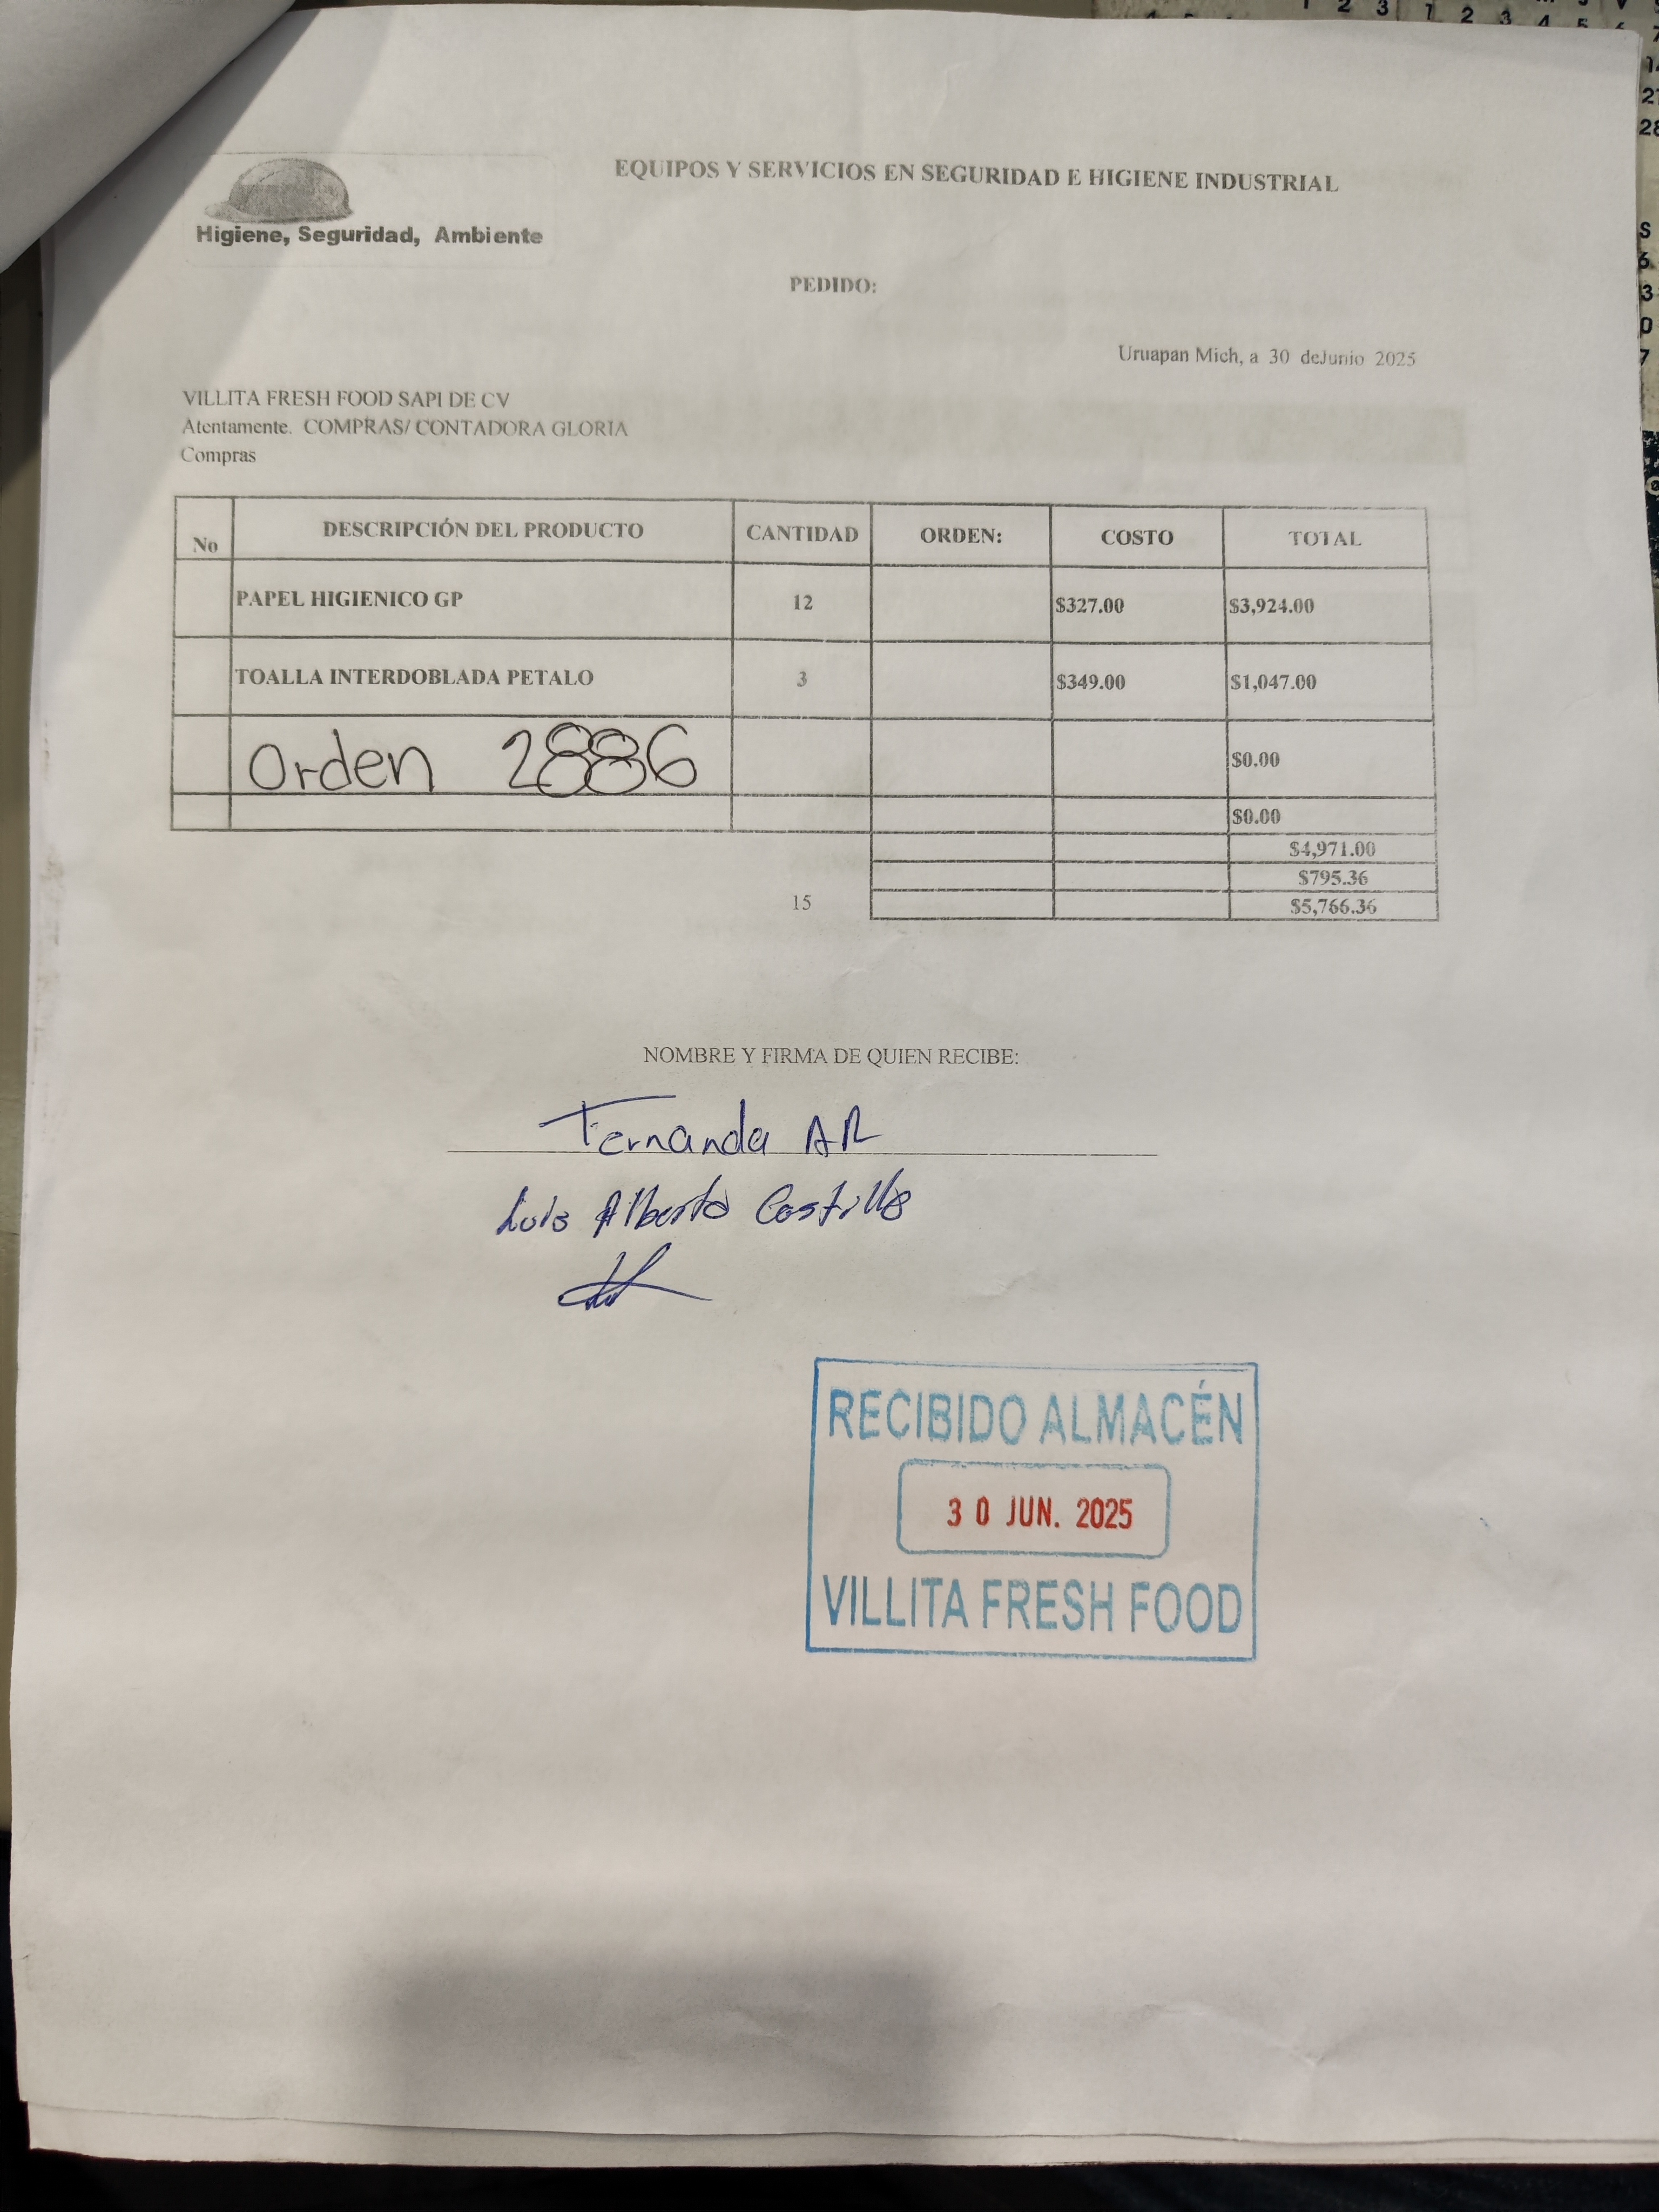 EQUIPOS Y SERVICIOS EN SEGURIDAD E HIGIENE INDUSTRIAL
Higiene, Seguridad, Ambiente
PEDIDO:
Uruapan Mich, a 30 deJunio 2025
VILLITA FRESH FOOD SAPI DE CV
Atentamente. COMPRAS/ CONTADORA GLORIA
Compras
No DESCRIPCIÓN DEL PRODUCTO CANTIDAD ORDEN: COSTO TOTAL
PAPEL HIGIENICO GP 12 $327.00 $3,924.00
TOALLA INTERDOBLADA PETALO 3 $349.00 $1,047.00
Orden 2886 $0.00
$0.00
$4,971.00
$795.36
15 $5,766.36
NOMBRE Y FIRMA DE QUIEN RECIBE:
Fernanda AR
Luis Alberto Castillo
RECIBIDO ALMACÉN
30 JUN. 2025
VILLITA FRESH FOOD